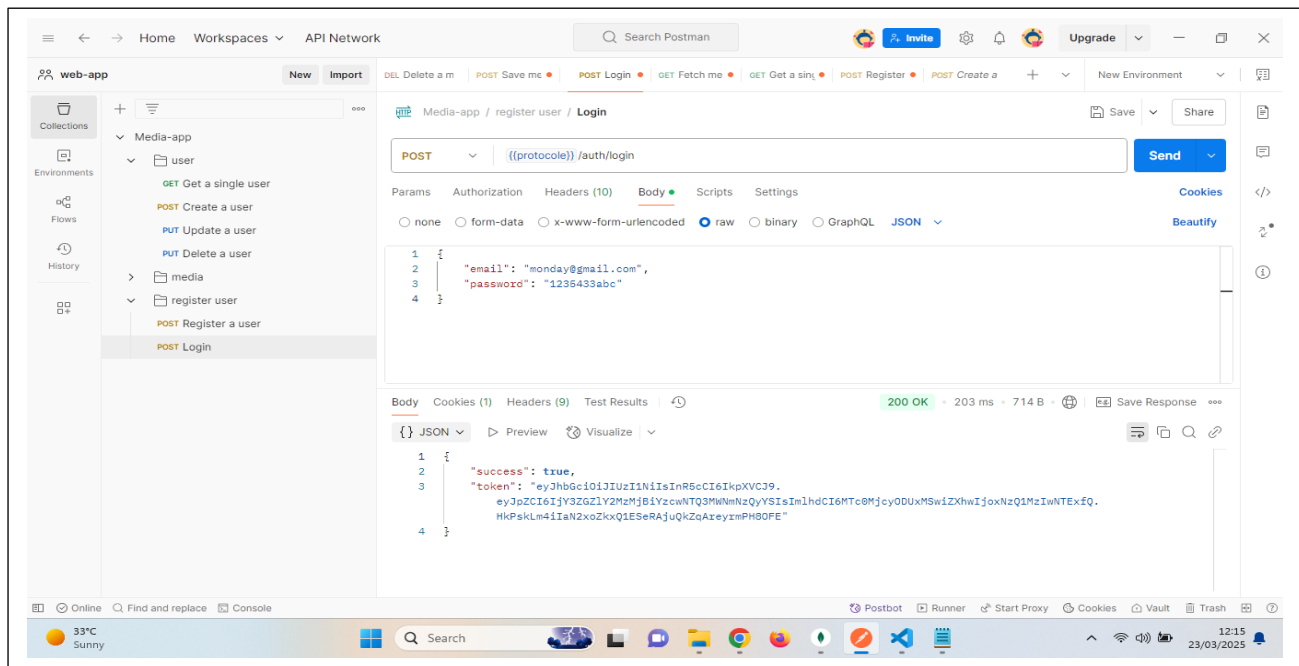 Home Workspaces API Network
Search Postman
Invite
Upgrade
web-app
New Import
DEL Delete a m
POST Save me
POST Login
GET Fetch me
GET Get a sing
POST Register
POST Create a
New Environment
Collections
Environments
Flows
History
Media-app
user
GET Get a single user
POST Create a user
PUT Update a user
PUT Delete a user
media
register user
POST Register a user
POST Login
HTTP Media-app / register user / Login
Save Share
POST {{protocole}} /auth/login
Send
Params Authorization Headers (10) Body Scripts Settings
Cookies
none form-data x-www-form-urlencoded raw binary GraphQL JSON
Beautify
1 {
2 "email": "monday@gmail.com",
3 "password": "1235433abc"
4 }
Body Cookies (1) Headers (9) Test Results
200 OK 203 ms 714 B
e.g. Save Response
{} JSON Preview Visualize
1 {
2 "success": true,
3 "token": "eyJhbGciOiJIUzI1NiIsInR5cCI6IkpXVCJ9.
eyJpZCI6IjY3ZGZlY2MzMjBiYzcwNTQ3MWNmNzQyYSIsImlhdCI6MTc0MjcyODUxMSwiZXhwIjoxNzQ1MzIwNTExfQ.
HkPskLm4iIaN2xoZkxQ1ESeRAjuQkZqAreyrmPH8OFE"
4 }
Online Find and replace Console
Postbot Runner Start Proxy Cookies Vault Trash
33°C
Sunny
Search
12:15
23/03/2025